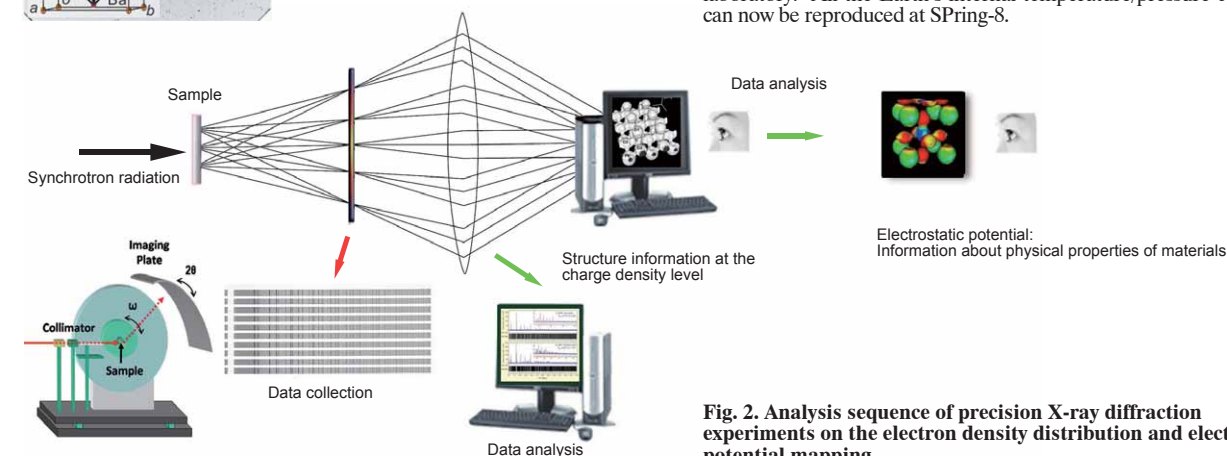 a
b
can now be reproduced at SPring-8.
Data analysis
Sample
Synchrotron radiation
Electrostatic potential:
Information about physical properties of materials
Structure information at the
charge density level
Imaging
Plate
2θ
ω
Collimator
Sample
Data collection
Data analysis
Fig. 2. Analysis sequence of precision X-ray diffraction
experiments on the electron density distribution and
potential mapping.